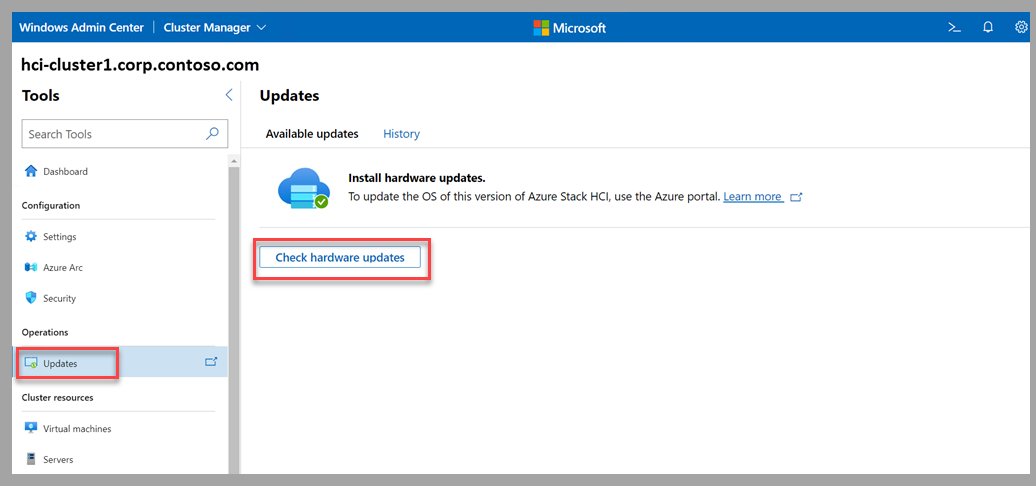 Windows Admin Center | Cluster Manager
Microsoft
hci-cluster1.corp.contoso.com
Tools
Search Tools
Dashboard
Configuration
Settings
Azure Arc
Security
Operations
Updates
Cluster resources
Virtual machines
Servers
Updates
Available updates History
Install hardware updates.
To update the OS of this version of Azure Stack HCI, use the Azure portal. Learn more
Check hardware updates